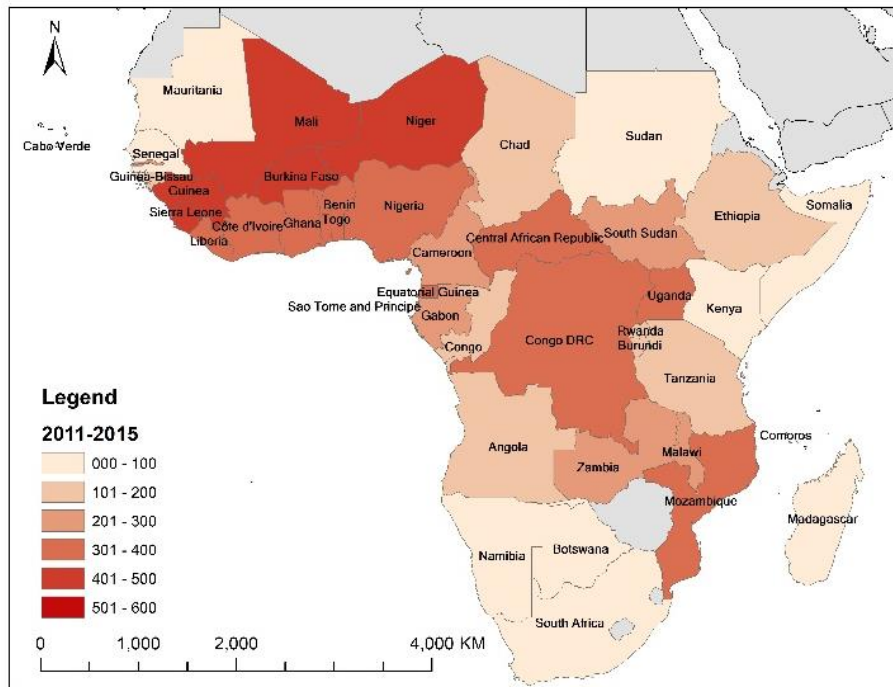 N
Mauritania
Mali
Niger
Cabo Verde
Chad
Sudan
Senegal
Guinea-Bissau
Guinea
Burkina Faso
Somalia
Sierra Leone
Côte d'Ivoire
Ghana
Benin
Togo
Nigeria
Ethiopia
Liberia
Cameroon
Central African Republic
South Sudan
Equatorial Guinea
Sao Tome and Principe
Gabon
Uganda
Kenya
Congo
Congo DRC
Rwanda
Burundi
Tanzania
Legend
2011-2015
000 - 100
101 - 200
201 - 300
301 - 400
401 - 500
501 - 600
Angola
Comoros
Malawi
Zambia
Mozambique
Madagascar
Namibia
Botswana
South Africa
0 1,000 2,000 4,000 KM